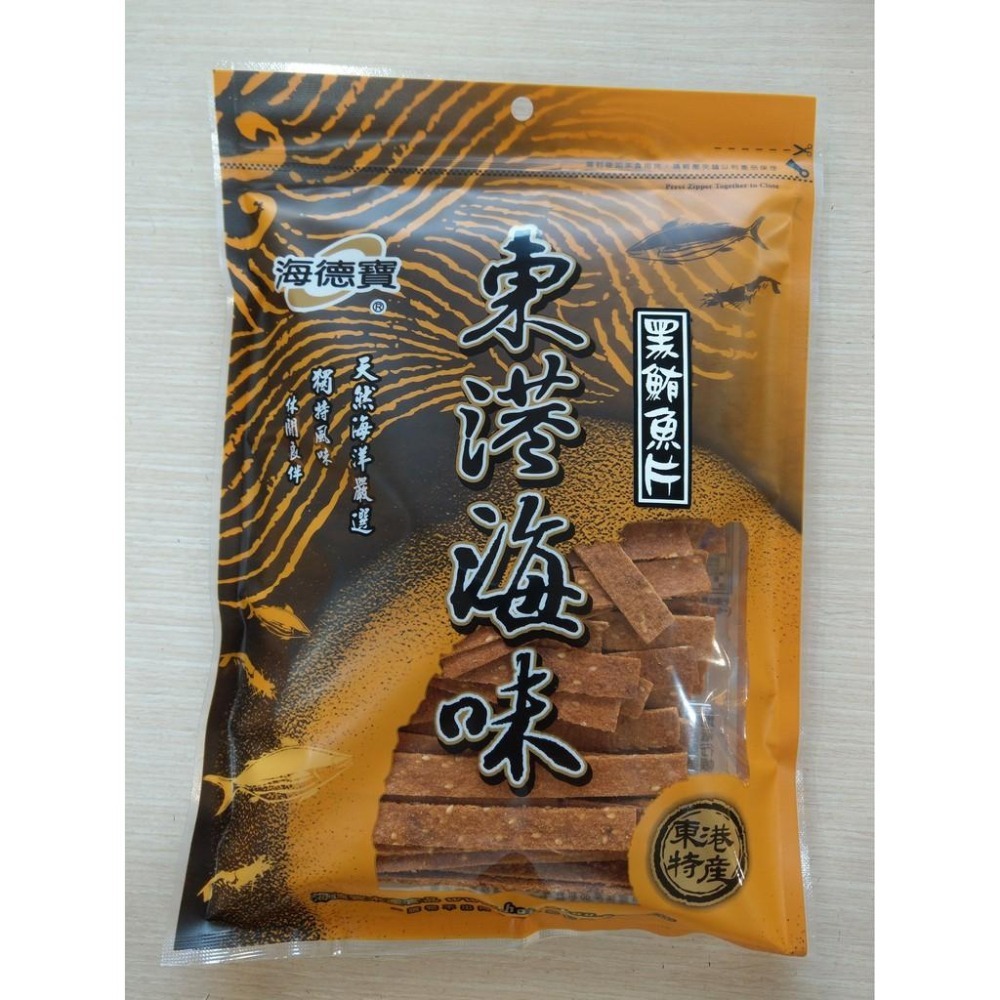 Press Zipper Together to Close
海德寶
®
東港海味
黑鮪魚片
天然海洋嚴選
獨特風味
休閒良伴
東港
特産